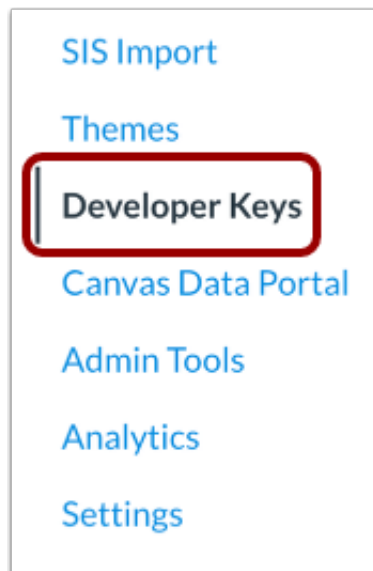 SIS Import
Themes
Developer Keys
Canvas Data Portal
Admin Tools
Analytics
Settings